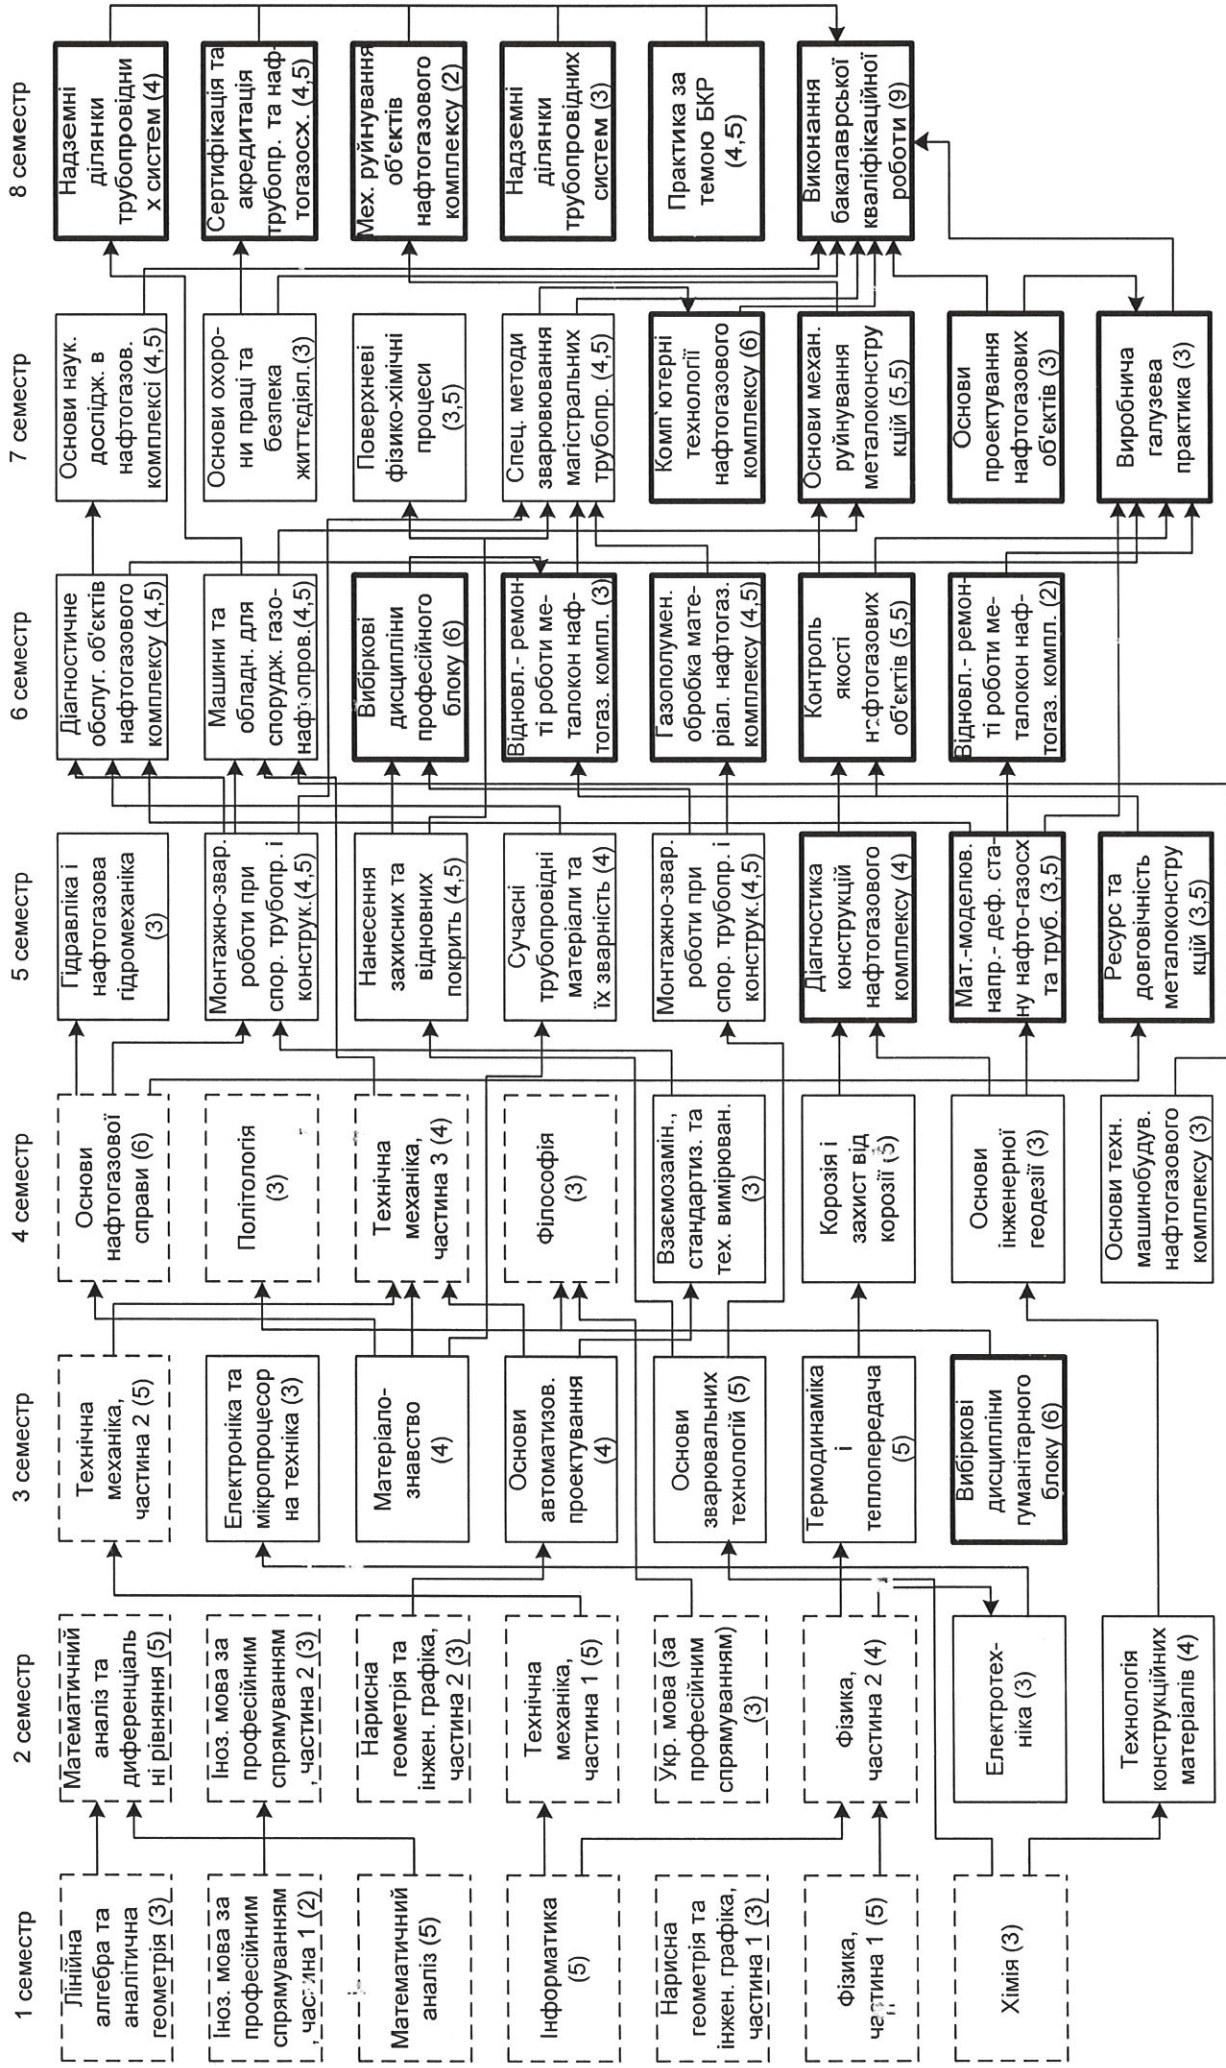 1 семестр
Лінійна
алгебра та
аналітична
геометрія (3)
Іноз. мова за
професійним
спрямуванням
, частина 1 (2)
Математичний
аналіз (5)
Інформатика
(5)
Нарисна
геометрія та
інжен. графіка,
частина 1 (3)
Фізика,
частина 1 (5)
Хімія (3)
2 семестр
Математичний
аналіз та
диференціаль
ні рівняння (5)
Іноз. мова за
професійним
спрямуванням
, частина 2 (3)
Нарисна
геометрія та
інжен. графіка,
частина 2 (3)
Технічна
механіка,
частина 1 (5)
Укр. мова (за
професійним
спрямуванням)
(3)
Фізика,
частина 2 (4)
Електротех-
ніка (3)
Технологія
конструкційних
матеріалів (4)
3 семестр
Технічна
механіка,
частина 2 (5)
Електроніка та
мікропроцесор
на техніка (3)
Матеріало-
знавство
(4)
Основи
автоматизов.
проектування
(4)
Основи
зварювальних
технологій (5)
Термодинаміка
і
теплопередача
(5)
Вибіркові
дисципліни
гуманітарного
блоку (6)
4 семестр
Основи
нафтогазової
справи (6)
Політологія
(3)
Технічна
механіка,
частина 3 (4)
Філософія
(3)
Взаємозамін.,
стандартиз. та
тех. вимірюван.
(3)
Корозія і
захист від
корозії (5)
Основи
інженерної
геодезії (3)
Основи техн.
машинобудув.
нафтогазового
комплексу (3)
5 семестр
Гідравліка і
нафтогазова
гідромеханіка
(3)
Монтажно-звар.
роботи при
спор. трубопр. і
конструк.(4,5)
Нанесення
захисних та
відновних
покрить (4,5)
Сучасні
трубопровідні
матеріали та
їх зварність (4)
Монтажно-звар.
роботи при
спор. трубопр. і
конструк.(4,5)
Діагностика
конструкцій
нафтогазового
комплексу (4)
Мат.-моделюв.
напр.- деф. ста-
ну нафто-газосх
та труб. (3,5)
Ресурс та
довговічність
металоконстру
кцій (3,5)
6 семестр
Діагностичне
обслуг. об'єктів
нафтогазового
комплексу (4,5)
Машини та
обладн. для
споруdж. газо-
нафтопров.(4,5)
Вибіркові
дисципліни
професійного
блоку (6)
Відновл.- ремон-
ті роботи ме-
талокон наф-
тогаз. компл. (3)
Газополумен.
обробка мате-
ріал. нафтогаз.
комплексу (4,5)
Контроль
якості
нафтогазових
об'єктів (5,5)
Відновл.- ремон-
ті роботи ме-
талокон наф-
тогаз. компл. (2)
7 семестр
Основи наук.
дослідж. в
нафтогазов.
комплексі (4,5)
Основи охоро-
ни праці та
безпека
життєдіял.(3)
Поверхневі
фізико-хімічні
процеси
(3,5)
Спец. методи
зварювання
магістральних
трубопр. (4,5)
Комп`ютерні
технології
нафтогазового
комплексу (6)
Основи механ.
руйнування
металоконстру
кцій (5,5)
Основи
проектування
нафтогазових
об'єктів (3)
Виробнича
галузева
практика (3)
8 семестр
Надземні
ділянки
трубопровідни
х систем (4)
Сертифікація та
акредитація
трубопр. та наф-
тогазосх. (4,5)
Мех. руйнування
об'єктів
нафтогазового
комплексу (2)
Надземні
ділянки
трубопровідних
систем (3)
Практика за
темою БКР
(4,5)
Виконання
бакалаврської
кваліфікаційної
роботи (9)